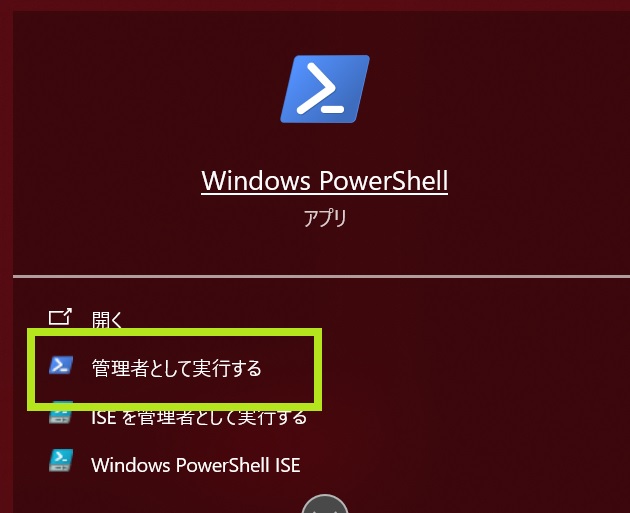 Windows PowerShell
アプリ
開く
管理者として実行する
ISE を管理者として実行する
Windows PowerShell ISE